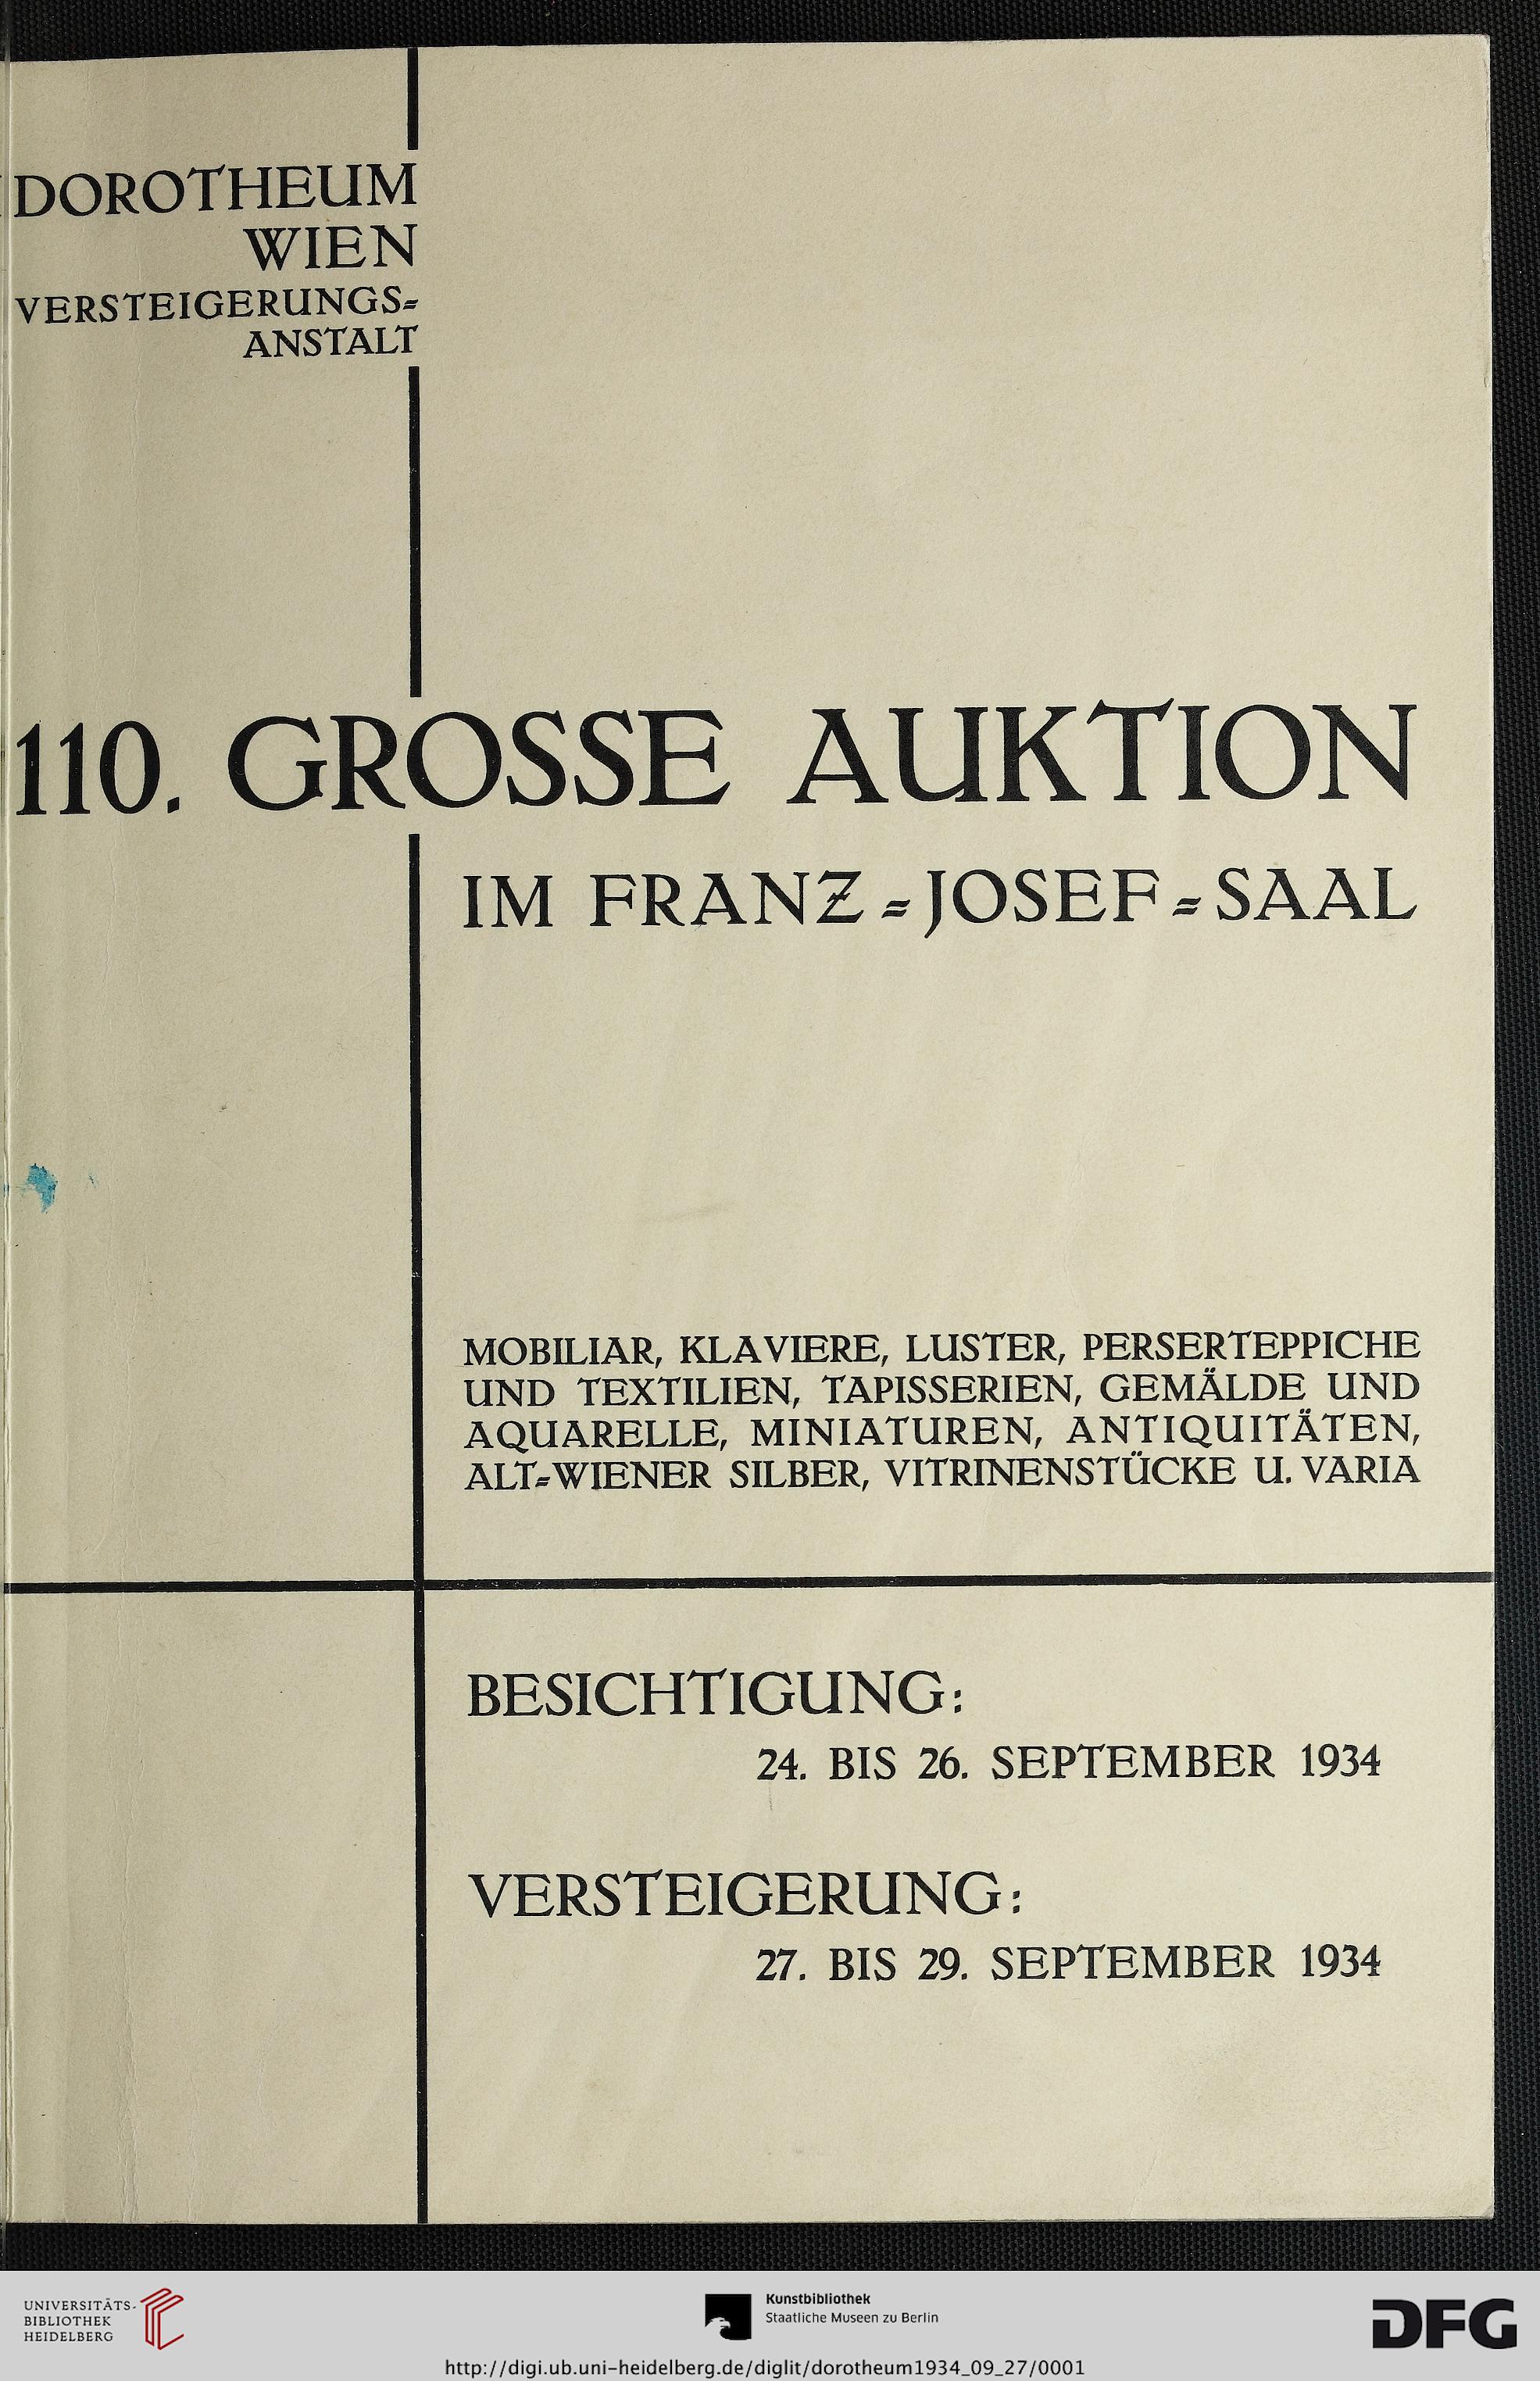 DOROTHEUM
WIEN
VERSTEIGERUNGS=
ANSTALT
110. GROSSE AUKTION
IM FRANZ=JOSEF=SAAL
MOBILIAR, KLAVIERE, LUSTER, PERSERTEPPICHE
UND TEXTILIEN, TAPISSERIEN, GEMÄLDE UND
AQUARELLE, MINIATUREN, ANTIQUITÄTEN,
ALT=WIENER SILBER, VITRINENSTÜCKE U. VARIA
BESICHTIGUNG:
24. BIS 26. SEPTEMBER 1934
VERSTEIGERUNG:
27. BIS 29. SEPTEMBER 1934
UNIVERSITÄTS-
BIBLIOTHEK
HEIDELBERG
Kunstbibliothek
Staatliche Museen zu Berlin
DFG
http://digi.ub.uni-heidelberg.de/diglit/dorotheum1934_09_27/0001